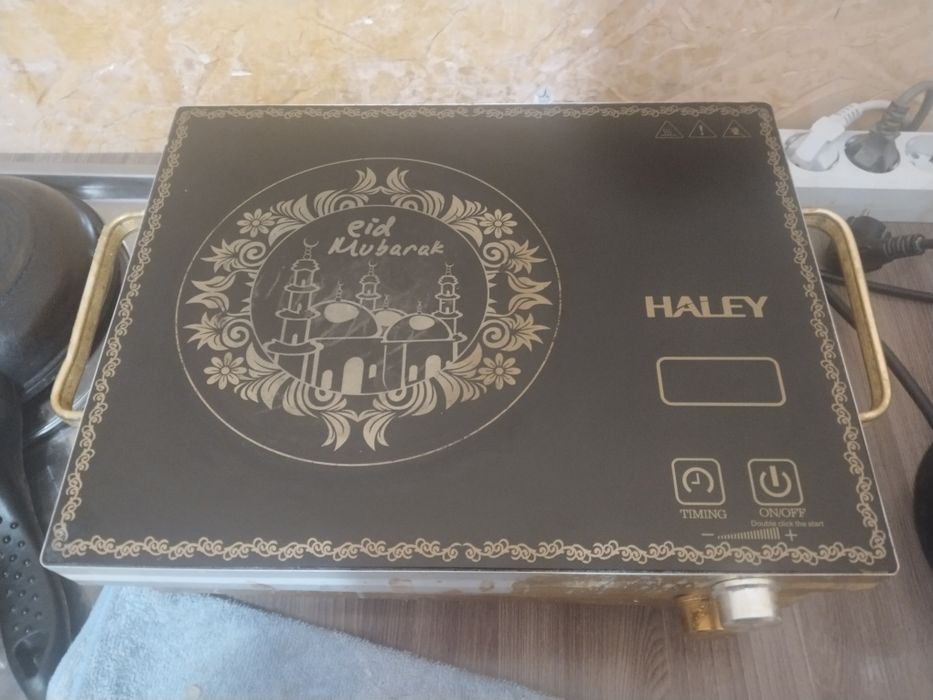 eid
Mubarak
HALEY
TIMING
ON/OFF
Double click the start
− +